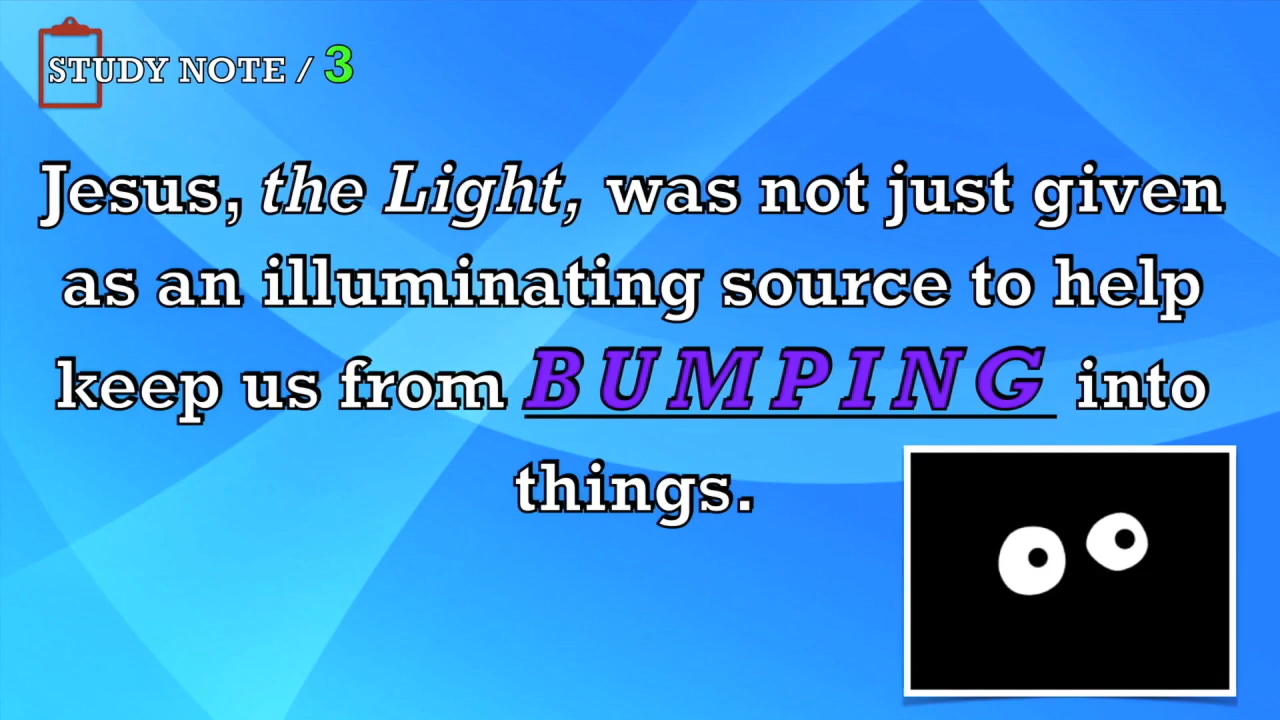 STUDY NOTE / 3
Jesus, the Light, was not just given
as an illuminating source to help
keep us from BUMPING into
things.